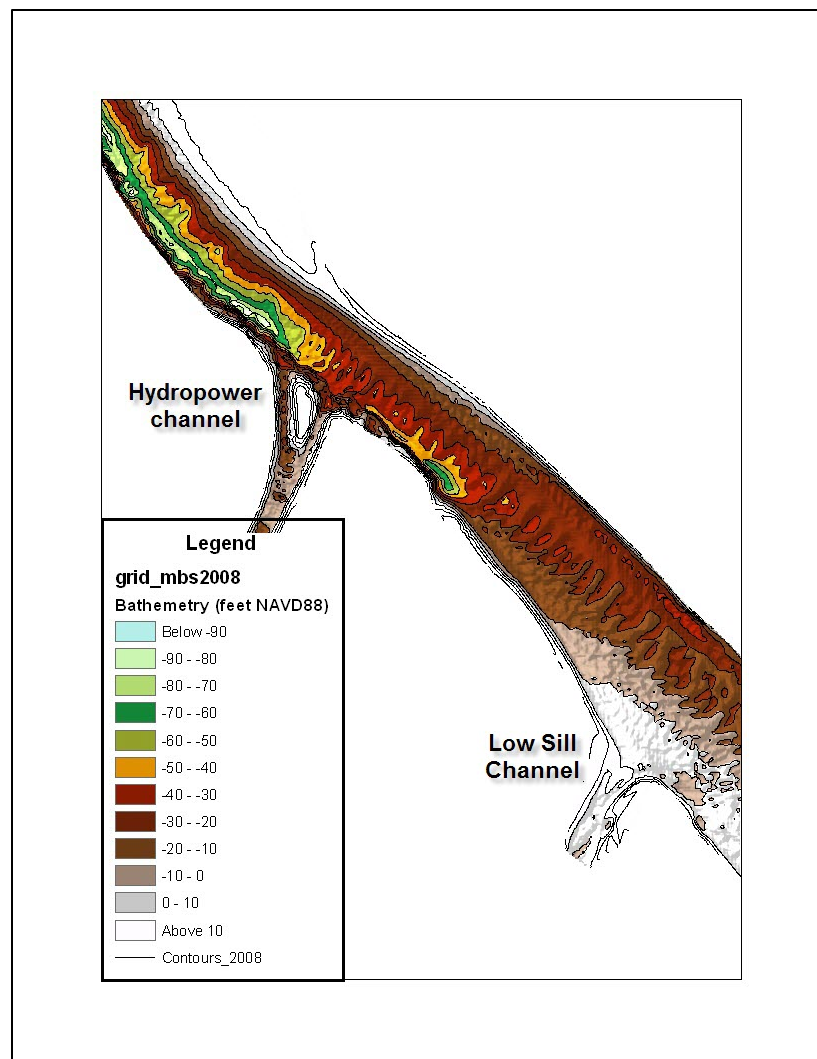 Hydropower
channel
Low Sill
Channel
Legend
grid_mbs2008
Bathemetry (feet NAVD88)
Below -90
-90 - -80
-80 - -70
-70 - -60
-60 - -50
-50 - -40
-40 - -30
-30 - -20
-20 - -10
-10 - 0
0 - 10
Above 10
Contours_2008